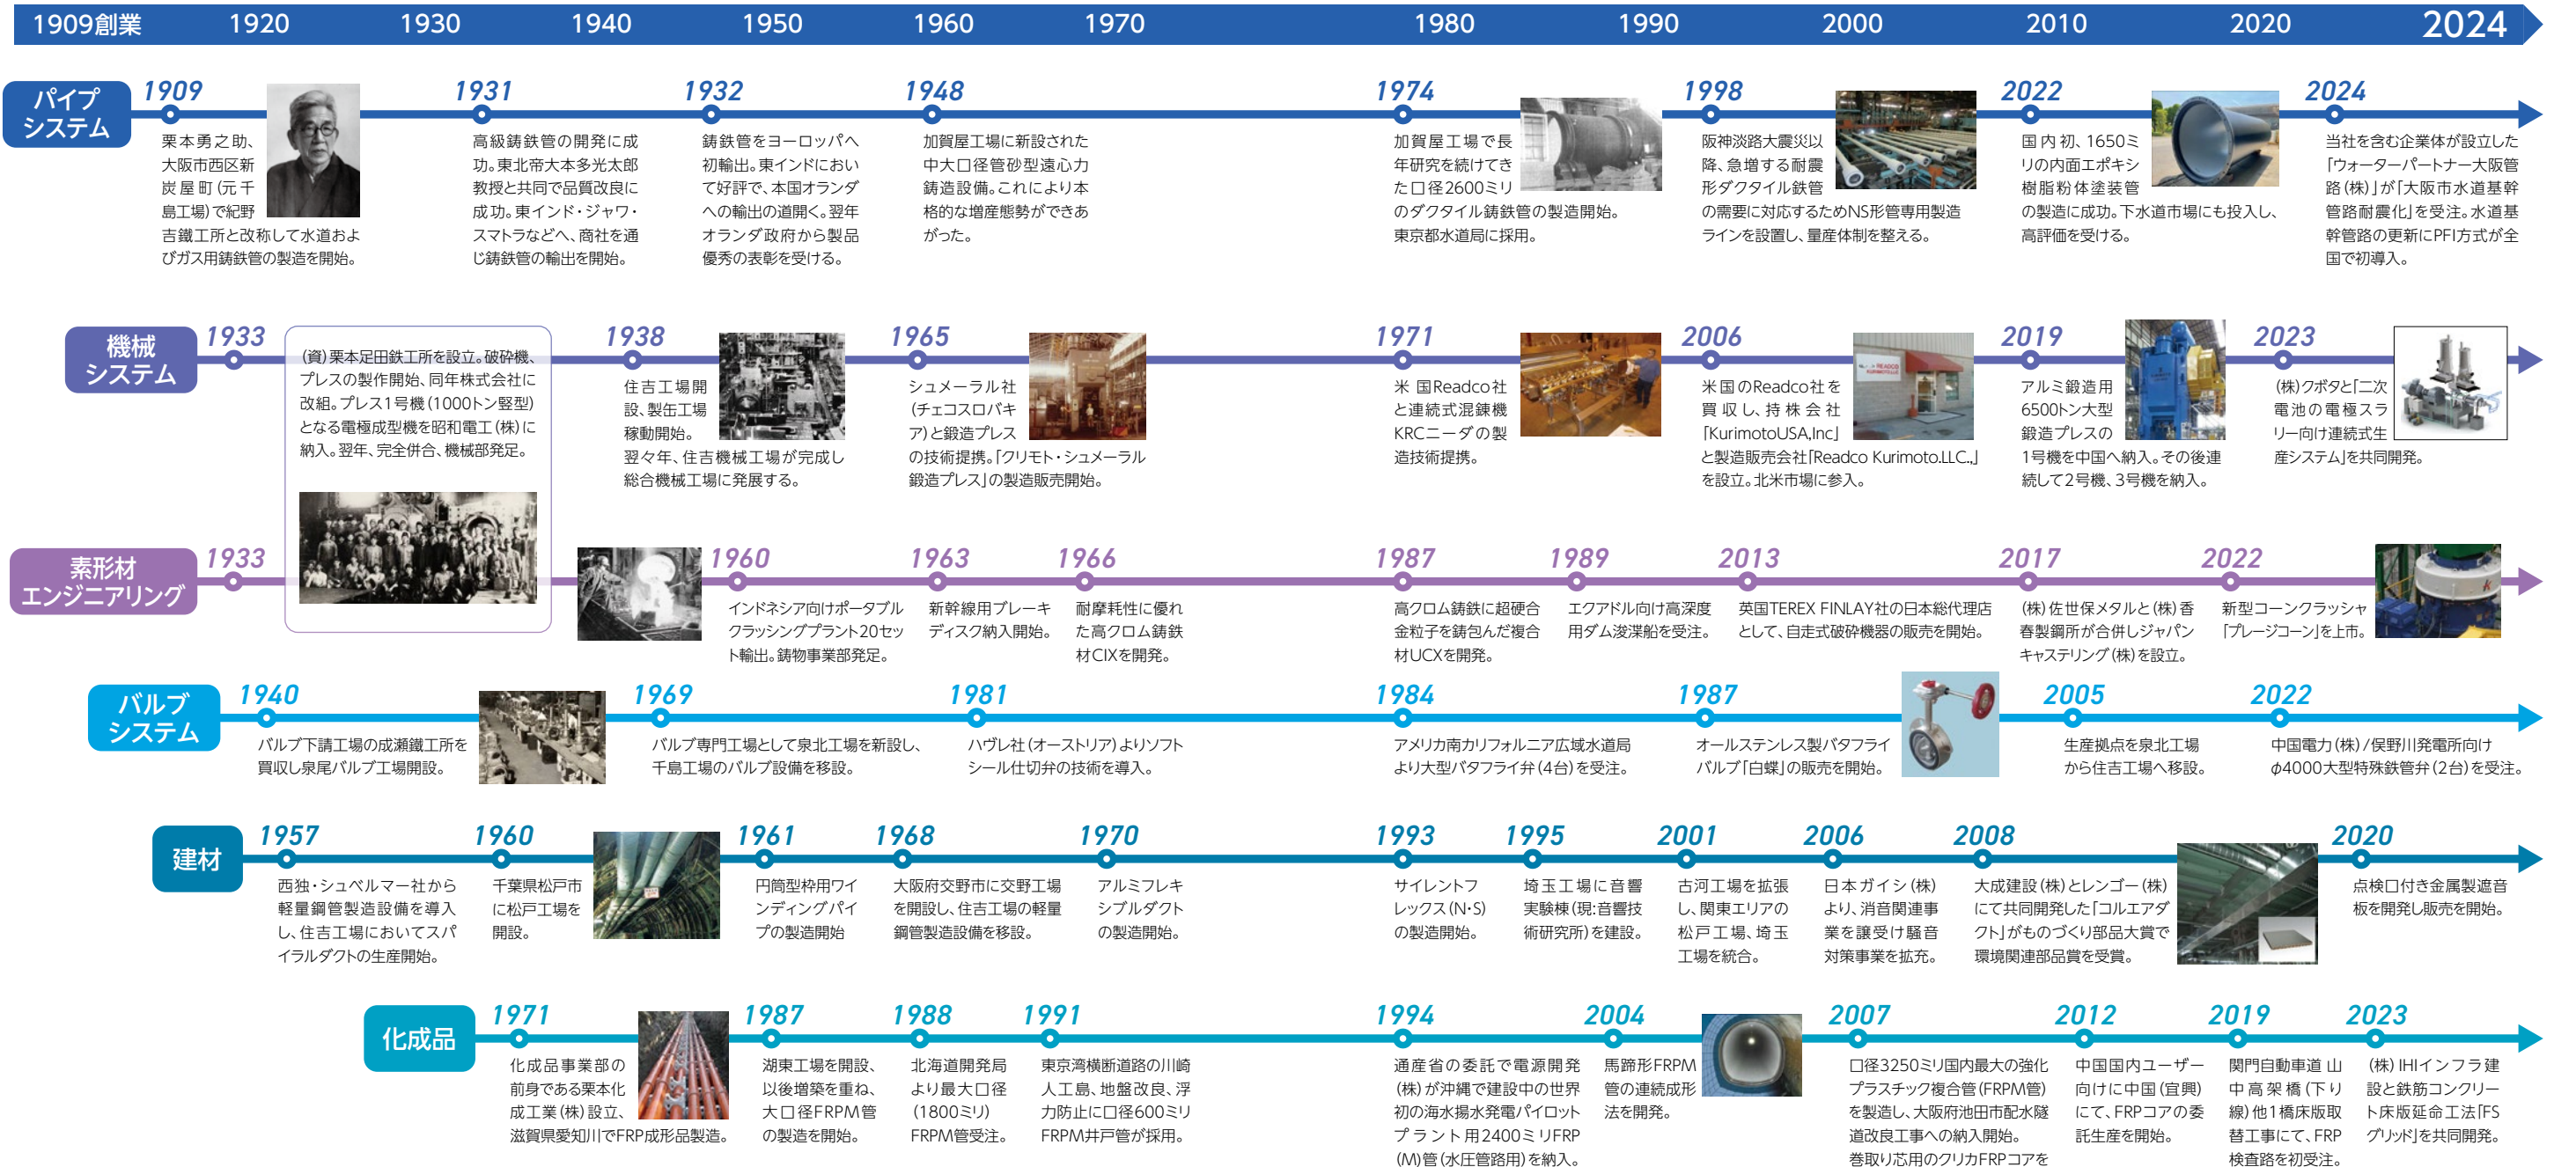 1909創業 1920 1930 1940 1950 1960 1970 1980 1990 2000 2010 2020 2024
パイプ
システム
1909
栗本勇之助、
大阪市西区新
炭屋町(元千
島工場)で紀野
吉鐵工所と改称して水道およ
びガス用鋳鉄管の製造を開始。
1931
高級鋳鉄管の開発に成
功。東北帝大本多光太郎
教授と共同で品質改良に
成功。東インド・ジャワ・
スマトラなどへ、商社を通
じ鋳鉄管の輸出を開始。
1932
鋳鉄管をヨーロッパへ
初輸出。東インドにおい
て好評で、本国オランダ
への輸出の道開く。翌年
オランダ政府から製品
優秀の表彰を受ける。
1948
加賀屋工場に新設された
中大口径管砂型遠心力
鋳造設備。これにより本
格的な増産態勢ができあ
がった。
1974
加賀屋工場で長
年研究を続けてき
た口径2600ミリ
のダクタイル鋳鉄管の製造開始。
東京都水道局に採用。
1998
阪神淡路大震災以
降、急増する耐震
形ダクタイル鉄管
の需要に対応するためNS形管専用製造
ラインを設置し、量産体制を整える。
2022
国内初、1650ミ
リの内面エポキシ
樹脂粉体塗装管
の製造に成功。下水道市場にも投入し、
高評価を受ける。
2024
当社を含む企業体が設立した
「ウォーターパートナー大阪管
路(株)」が「大阪市水道基幹
管路耐震化」を受注。水道基
幹管路の更新にPFI方式が全
国で初導入。
機械
システム
1933
(資)栗本足田鉄工所を設立。破砕機、
プレスの製作開始、同年株式会社に
改組。プレス1号機(1000トン竪型)
となる電極成型機を昭和電工(株)に
納入。翌年、完全併合、機械部発足。
1938
住吉工場開
設、製缶工場
稼動開始。
翌々年、住吉機械工場が完成し
総合機械工場に発展する。
1965
シュメーラル社
(チェコスロバキ
ア)と鍛造プレス
の技術提携。「クリモト・シュメーラル
鍛造プレス」の製造販売開始。
1971
米国Readco社
と連続式混錬機
KRCニーダの製
造技術提携。
2006
米国のReadco社を
買収し、持株会社
「KurimotoUSA,Inc」
と製造販売会社「Readco Kurimoto.LLC.,」
を設立。北米市場に参入。
2019
アルミ鍛造用
6500トン大型
鍛造プレスの
1号機を中国へ納入。その後連
続して2号機、3号機を納入。
2023
(株)クボタと「二次
電池の電極スラ
リー向け連続式生
産システム」を共同開発。
素形材
エンジニアリング
1933
1960
インドネシア向けポータブル
クラッシングプラント20セッ
ト輸出。鋳物事業部発足。
1963
新幹線用ブレーキ
ディスク納入開始。
1966
耐摩耗性に優れ
た高クロム鋳鉄
材CIXを開発。
1987
高クロム鋳鉄に超硬合
金粒子を鋳包んだ複合
材UCXを開発。
1989
エクアドル向け高深度
用ダム浚渫船を受注。
2013
英国TEREX FINLAY社の日本総代理店
として、自走式破砕機器の販売を開始。
2017
(株)佐世保メタルと(株)香
春製鋼所が合併しジャパン
キャステリング(株)を設立。
2022
新型コーンクラッシャ
「プレージコーン」を上市。
バルブ
システム
1940
バルブ下請工場の成瀬鐵工所を
買収し泉尾バルブ工場開設。
1969
バルブ専門工場として泉北工場を新設し、
千島工場のバルブ設備を移設。
1981
ハヴレ社(オーストリア)よりソフト
シール仕切弁の技術を導入。
1984
アメリカ南カリフォルニア広域水道局
より大型バタフライ弁(4台)を受注。
1987
オールステンレス製バタフライ
バルブ「白蝶」の販売を開始。
2005
生産拠点を泉北工場
から住吉工場へ移設。
2022
中国電力(株)/俣野川発電所向け
φ4000大型特殊鉄管弁(2台)を受注。
建材
1957
西独・シュベルマー社から
軽量鋼管製造設備を導入
し、住吉工場においてスパ
イラルダクトの生産開始。
1960
千葉県松戸市
に松戸工場を
開設。
1961
円筒型枠用ワイ
ンディングパイ
プの製造開始
1968
大阪府交野市に交野工場
を開設し、住吉工場の軽量
鋼管製造設備を移設。
1970
アルミフレキ
シブルダクト
の製造開始。
1993
サイレントフ
レックス(N・S)
の製造開始。
1995
埼玉工場に音響
実験棟(現:音響技
術研究所)を建設。
2001
古河工場を拡張
し、関東エリアの
松戸工場、埼玉
工場を統合。
2006
日本ガイシ(株)
より、消音関連事
業を譲受け騒音
対策事業を拡充。
2008
大成建設(株)とレンゴー(株)
にて共同開発した「コルエアダ
クト」がものづくり部品大賞で
環境関連部品賞を受賞。
2020
点検口付き金属製遮音
板を開発し販売を開始。
化成品
1971
化成品事業部の
前身である栗本化
成工業(株)設立、
滋賀県愛知川でFRP成形品製造。
1987
湖東工場を開設、
以後増築を重ね、
大口径FRPM管
の製造を開始。
1988
北海道開発局
より最大口径
(1800ミリ)
FRPM管受注。
1991
東京湾横断道路の川崎
人工島、地盤改良、浮
力防止に口径600ミリ
FRPM井戸管が採用。
1994
通産省の委託で電源開発
(株)が沖縄で建設中の世界
初の海水揚水発電パイロット
プラント用2400ミリFRP
(M)管(水圧管路用)を納入。
2004
馬蹄形FRPM
管の連続成形
法を開発。
2007
口径3250ミリ国内最大の強化
プラスチック複合管(FRPM管)
を製造し、大阪府池田市配水隧
道改良工事への納入開始。
巻取り芯用のクリカFRPコアを
2012
中国国内ユーザー
向けに中国(宜興)
にて、FRPコアの委
託生産を開始。
2019
関門自動車道 山
中高架橋(下り
線)他1橋床版取
替工事にて、FRP
検査路を初受注。
2023
(株)IHIインフラ建
設と鉄筋コンクリー
ト床版延命工法「FS
グリッド」を共同開発。